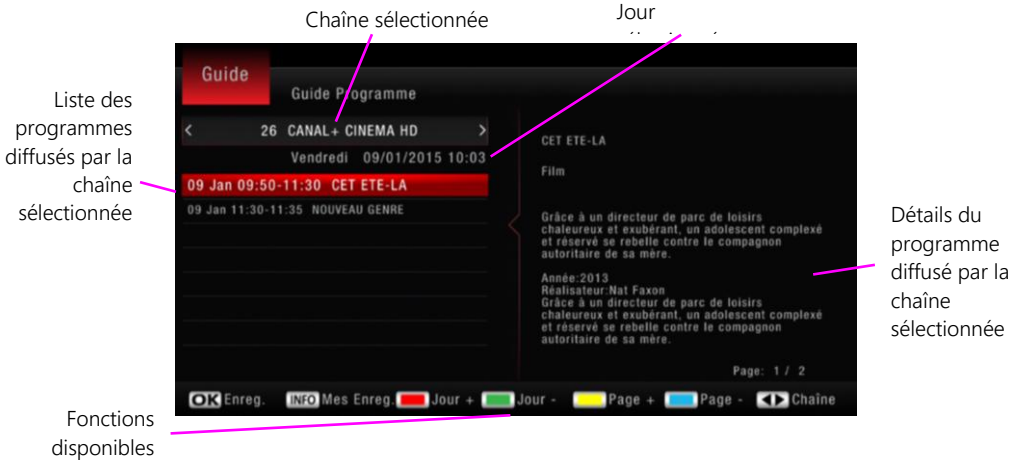 Chaîne sélectionnée
Jour
Liste des
programmes
diffusés par la
chaîne
sélectionnée
Guide
Guide Programme
< 26 CANAL+ CINEMA HD >
Vendredi 09/01/2015 10:03
09 Jan 09:50-11:30 CET ETE-LA
09 Jan 11:30-11:35 NOUVEAU GENRE
CET ETE-LA
Film
Grâce à un directeur de parc de loisirs
chaleureux et exubérant, un adolescent complexé
et réservé se rebelle contre le compagnon
autoritaire de sa mère.
Année:2013
Réalisateur:Nat Faxon
Grâce à un directeur de parc de loisirs
chaleureux et exubérant, un adolescent complexé
et réservé se rebelle contre le compagnon
autoritaire de sa mère.
Page: 1 / 2
Détails du
programme
diffusé par la
chaîne
sélectionnée
OK Enreg. INFO Mes Enreg. Jour + Jour - Page + Page - Chaîne
Fonctions
disponibles